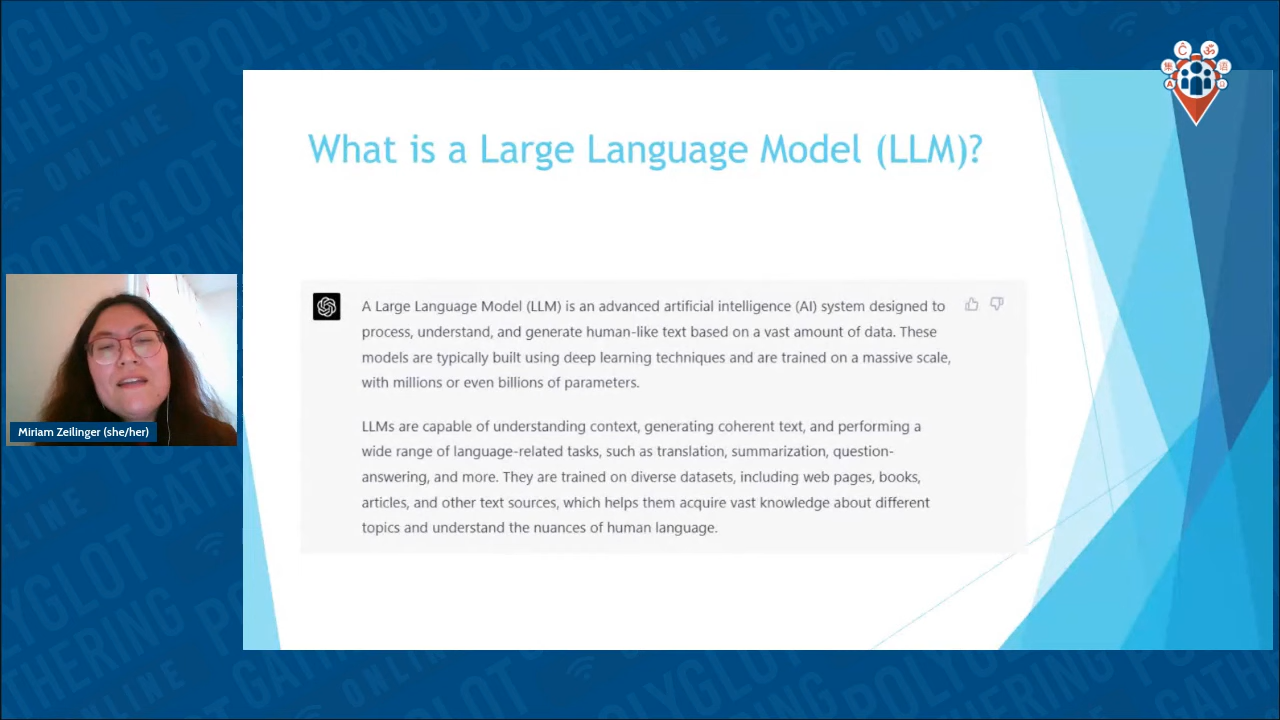 What is a Large Language Model (LLM)?
A Large Language Model (LLM) is an advanced artificial intelligence (AI) system designed to
process, understand, and generate human-like text based on a vast amount of data. These
models are typically built using deep learning techniques and are trained on a massive scale,
with millions or even billions of parameters.
LLMs are capable of understanding context, generating coherent text, and performing a
wide range of language-related tasks, such as translation, summarization, question-
answering, and more. They are trained on diverse datasets, including web pages, books,
articles, and other text sources, which helps them acquire vast knowledge about different
topics and understand the nuances of human language.
Miriam Zeilinger (she/her)
POLYGLOT
GATHERING
ONLINE